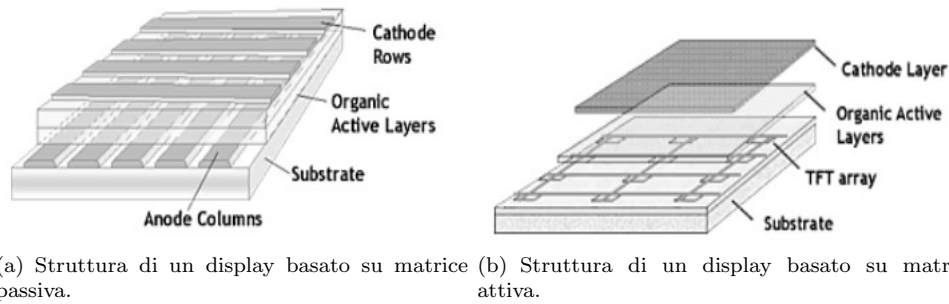 Cathode
Rows
Organic
Active Layers
Substrate
Anode Columns
Cathode Layer
Organic Active
Layers
TFT array
Substrate
(a) Struttura di un display basato su matrice
passiva.
(b) Struttura di un display basato su matr
attiva.